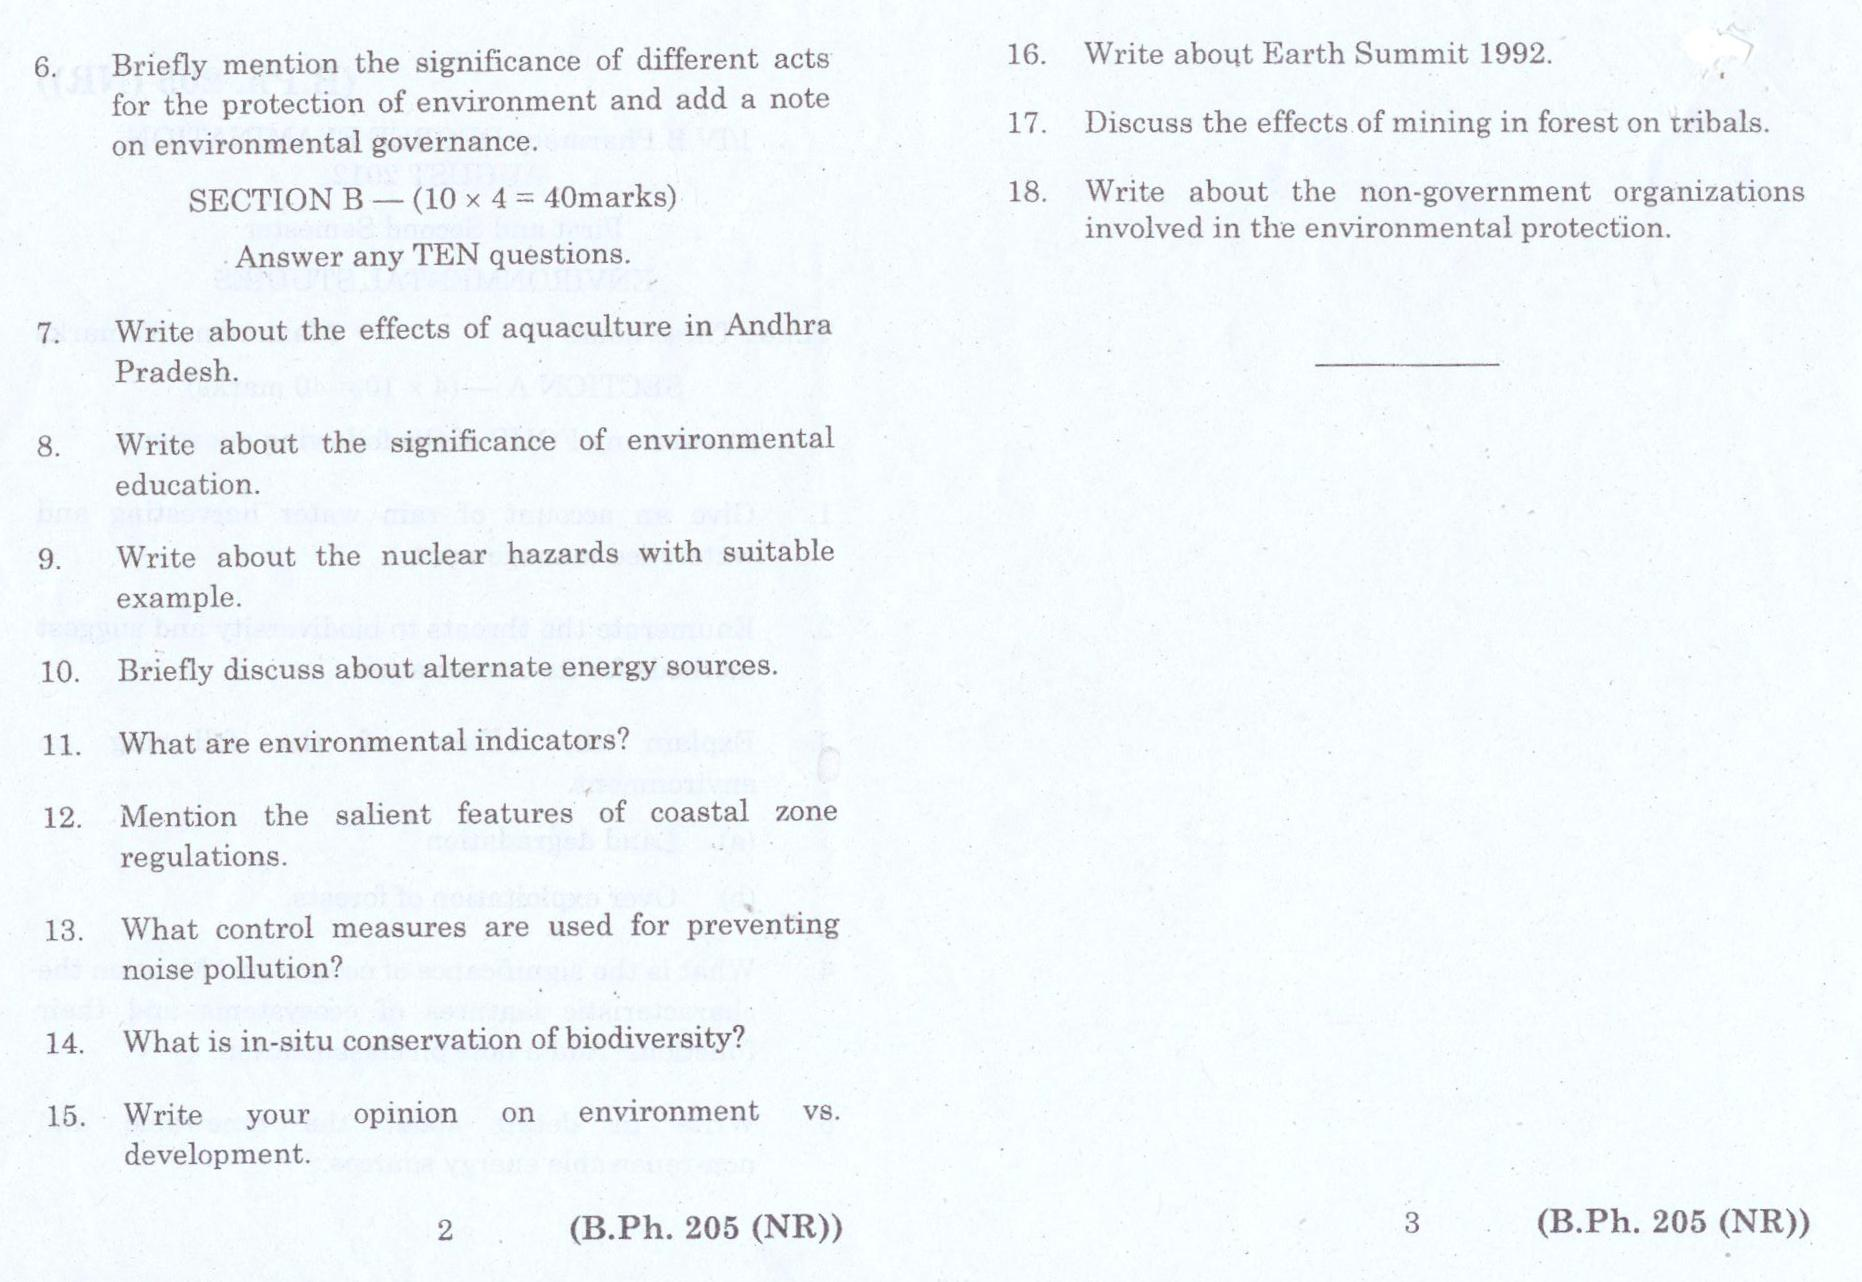 6. Briefly mention the significance of different acts
for the protection of environment and add a note
on environmental governance.
SECTION B — (10 × 4 = 40marks)
Answer any TEN questions.
7. Write about the effects of aquaculture in Andhra
Pradesh.
8. Write about the significance of environmental
education.
9. Write about the nuclear hazards with suitable
example.
10. Briefly discuss about alternate energy sources.
11. What are environmental indicators?
12. Mention the salient features of coastal zone
regulations.
13. What control measures are used for preventing
noise pollution?
14. What is in-situ conservation of biodiversity?
15. Write your opinion on environment vs.
development.
2 (B.Ph. 205 (NR))
16. Write about Earth Summit 1992.
17. Discuss the effects of mining in forest on tribals.
18. Write about the non-government organizations
involved in the environmental protection.
3 (B.Ph. 205 (NR))